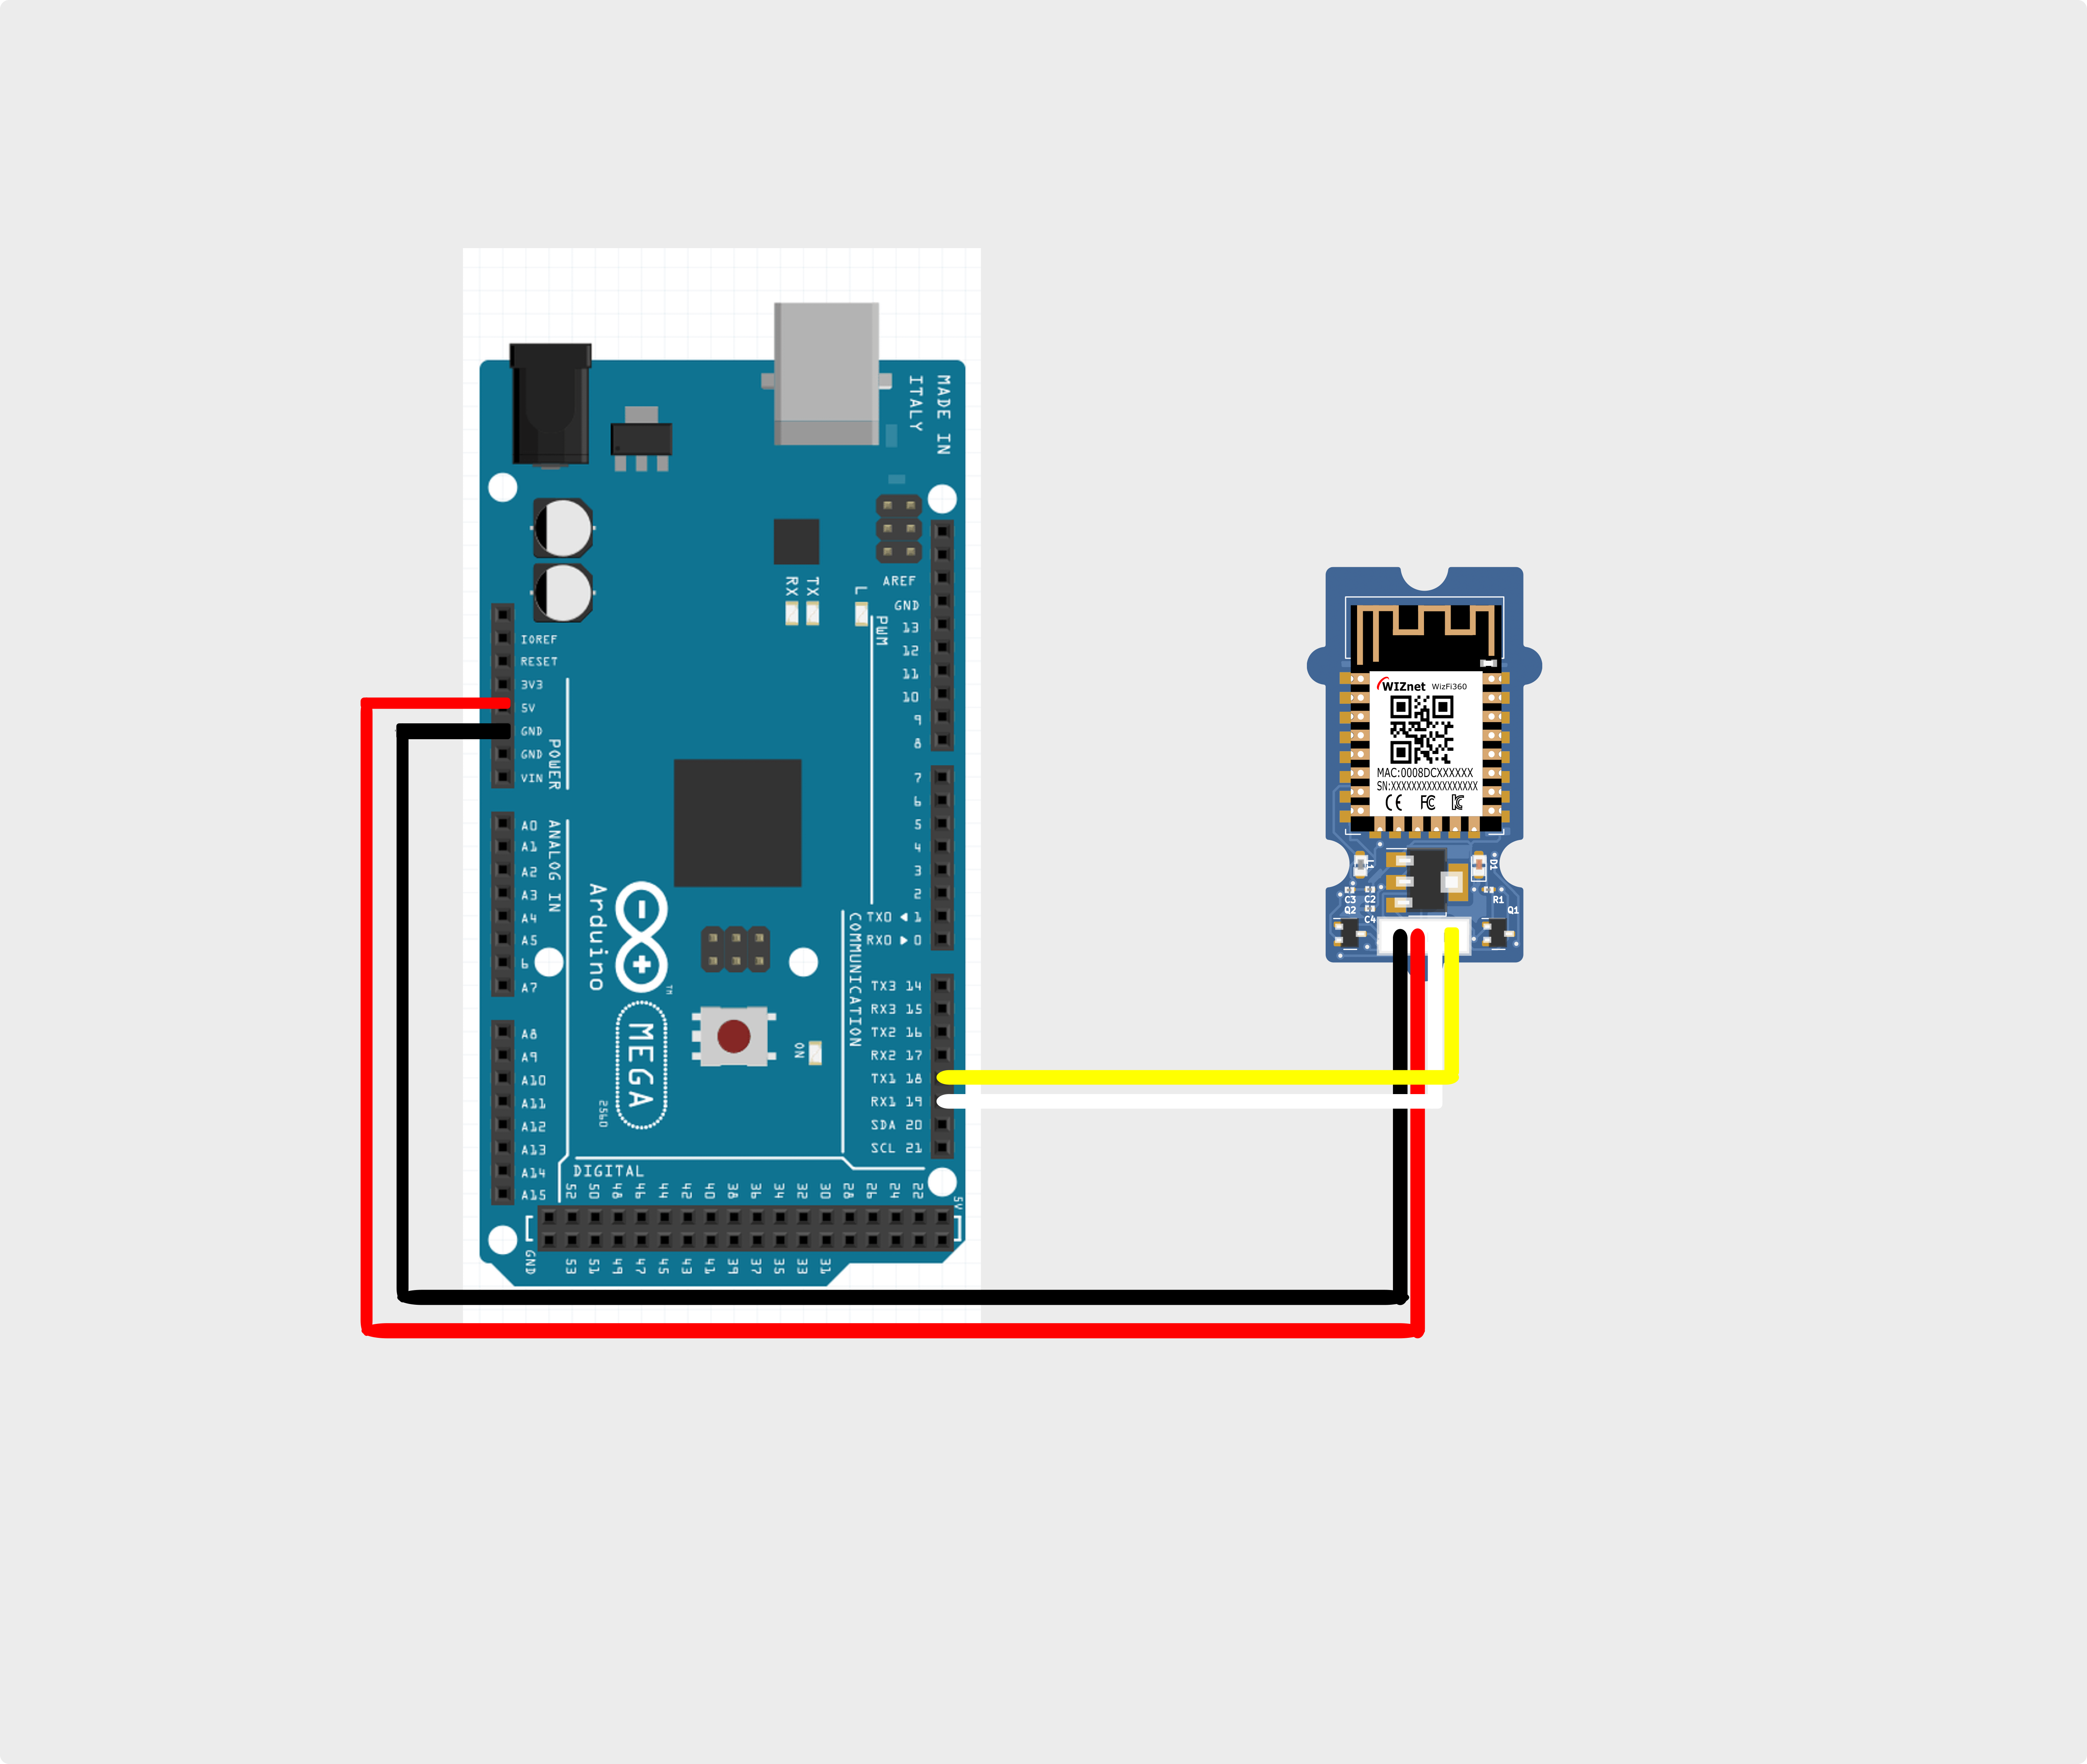 MADE IN
ITALY
RX
TX
L
AREF
GND
13
12
11
10
9
8
PWM
7
6
5
4
3
2
TX0 ◄ 1
RX0 ► 0
COMMUNICATION
TX3 14
RX3 15
TX2 16
RX2 17
TX1 18
RX1 19
SDA 20
SCL 21
IOREF
RESET
3V3
5V
GND
GND
VIN
POWER
A0
A1
A2
A3
A4
A5
6
A7
ANALOG IN
A8
A9
A10
A11
A12
A13
A14
A15
Arduino
TM
MEGA
2560
ON
DIGITAL
52 50 48 46 44 42 40 38 36 34 32 30 28 26 24 22
5V
GND
53 51 49 47 45 43 41 39 37 35 33 31
WIZnet WizFi360
MAC:0008DCXXXXXX
SN:XXXXXXXXXXXXXXXXX
CE FC
D1
C3 C2
Q2
C4
R1
Q1